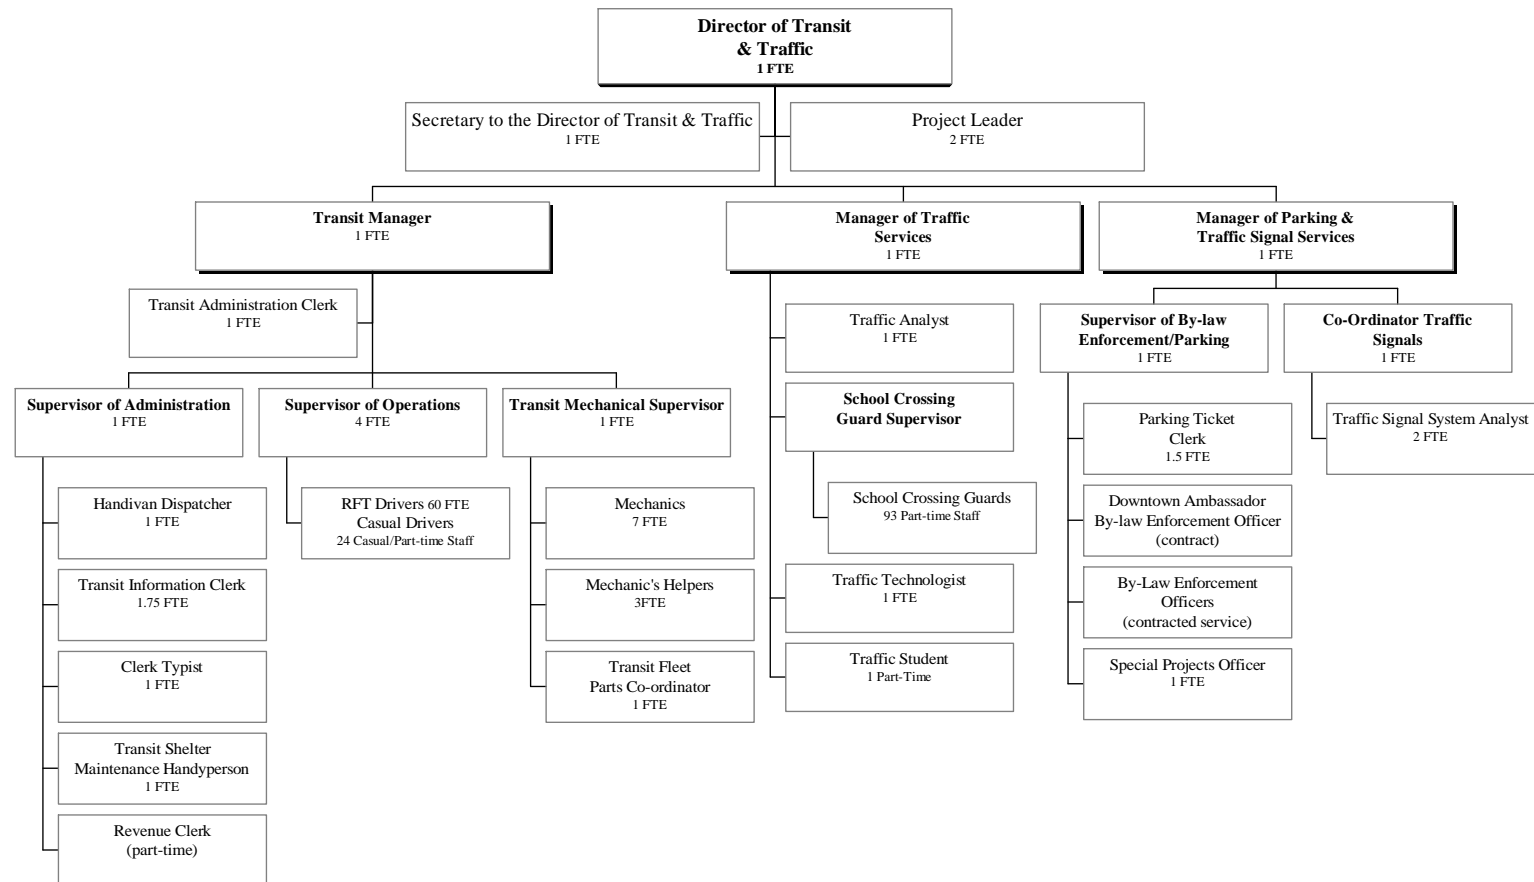 Director of Transit
& Traffic
1 FTE
Secretary to the Director of Transit & Traffic
1 FTE
Project Leader
2 FTE
Transit Manager
1 FTE
Manager of Traffic
Services
1 FTE
Manager of Parking &
Traffic Signal Services
1 FTE
Transit Administration Clerk
1 FTE
Supervisor of Administration
1 FTE
Handivan Dispatcher
1 FTE
Transit Information Clerk
1.75 FTE
Clerk Typist
1 FTE
Transit Shelter
Maintenance Handyperson
1 FTE
Revenue Clerk
(part-time)
Supervisor of Operations
4 FTE
RFT Drivers 60 FTE
Casual Drivers
24 Casual/Part-time Staff
Transit Mechanical Supervisor
1 FTE
Mechanics
7 FTE
Mechanic's Helpers
3FTE
Transit Fleet
Parts Co-ordinator
1 FTE
Traffic Analyst
1 FTE
School Crossing
Guard Supervisor
School Crossing Guards
93 Part-time Staff
Traffic Technologist
1 FTE
Traffic Student
1 Part-Time
Supervisor of By-law
Enforcement/Parking
1 FTE
Parking Ticket
Clerk
1.5 FTE
Downtown Ambassador
By-law Enforcement Officer
(contract)
By-Law Enforcement
Officers
(contracted service)
Special Projects Officer
1 FTE
Co-Ordinator Traffic
Signals
1 FTE
Traffic Signal System Analyst
2 FTE